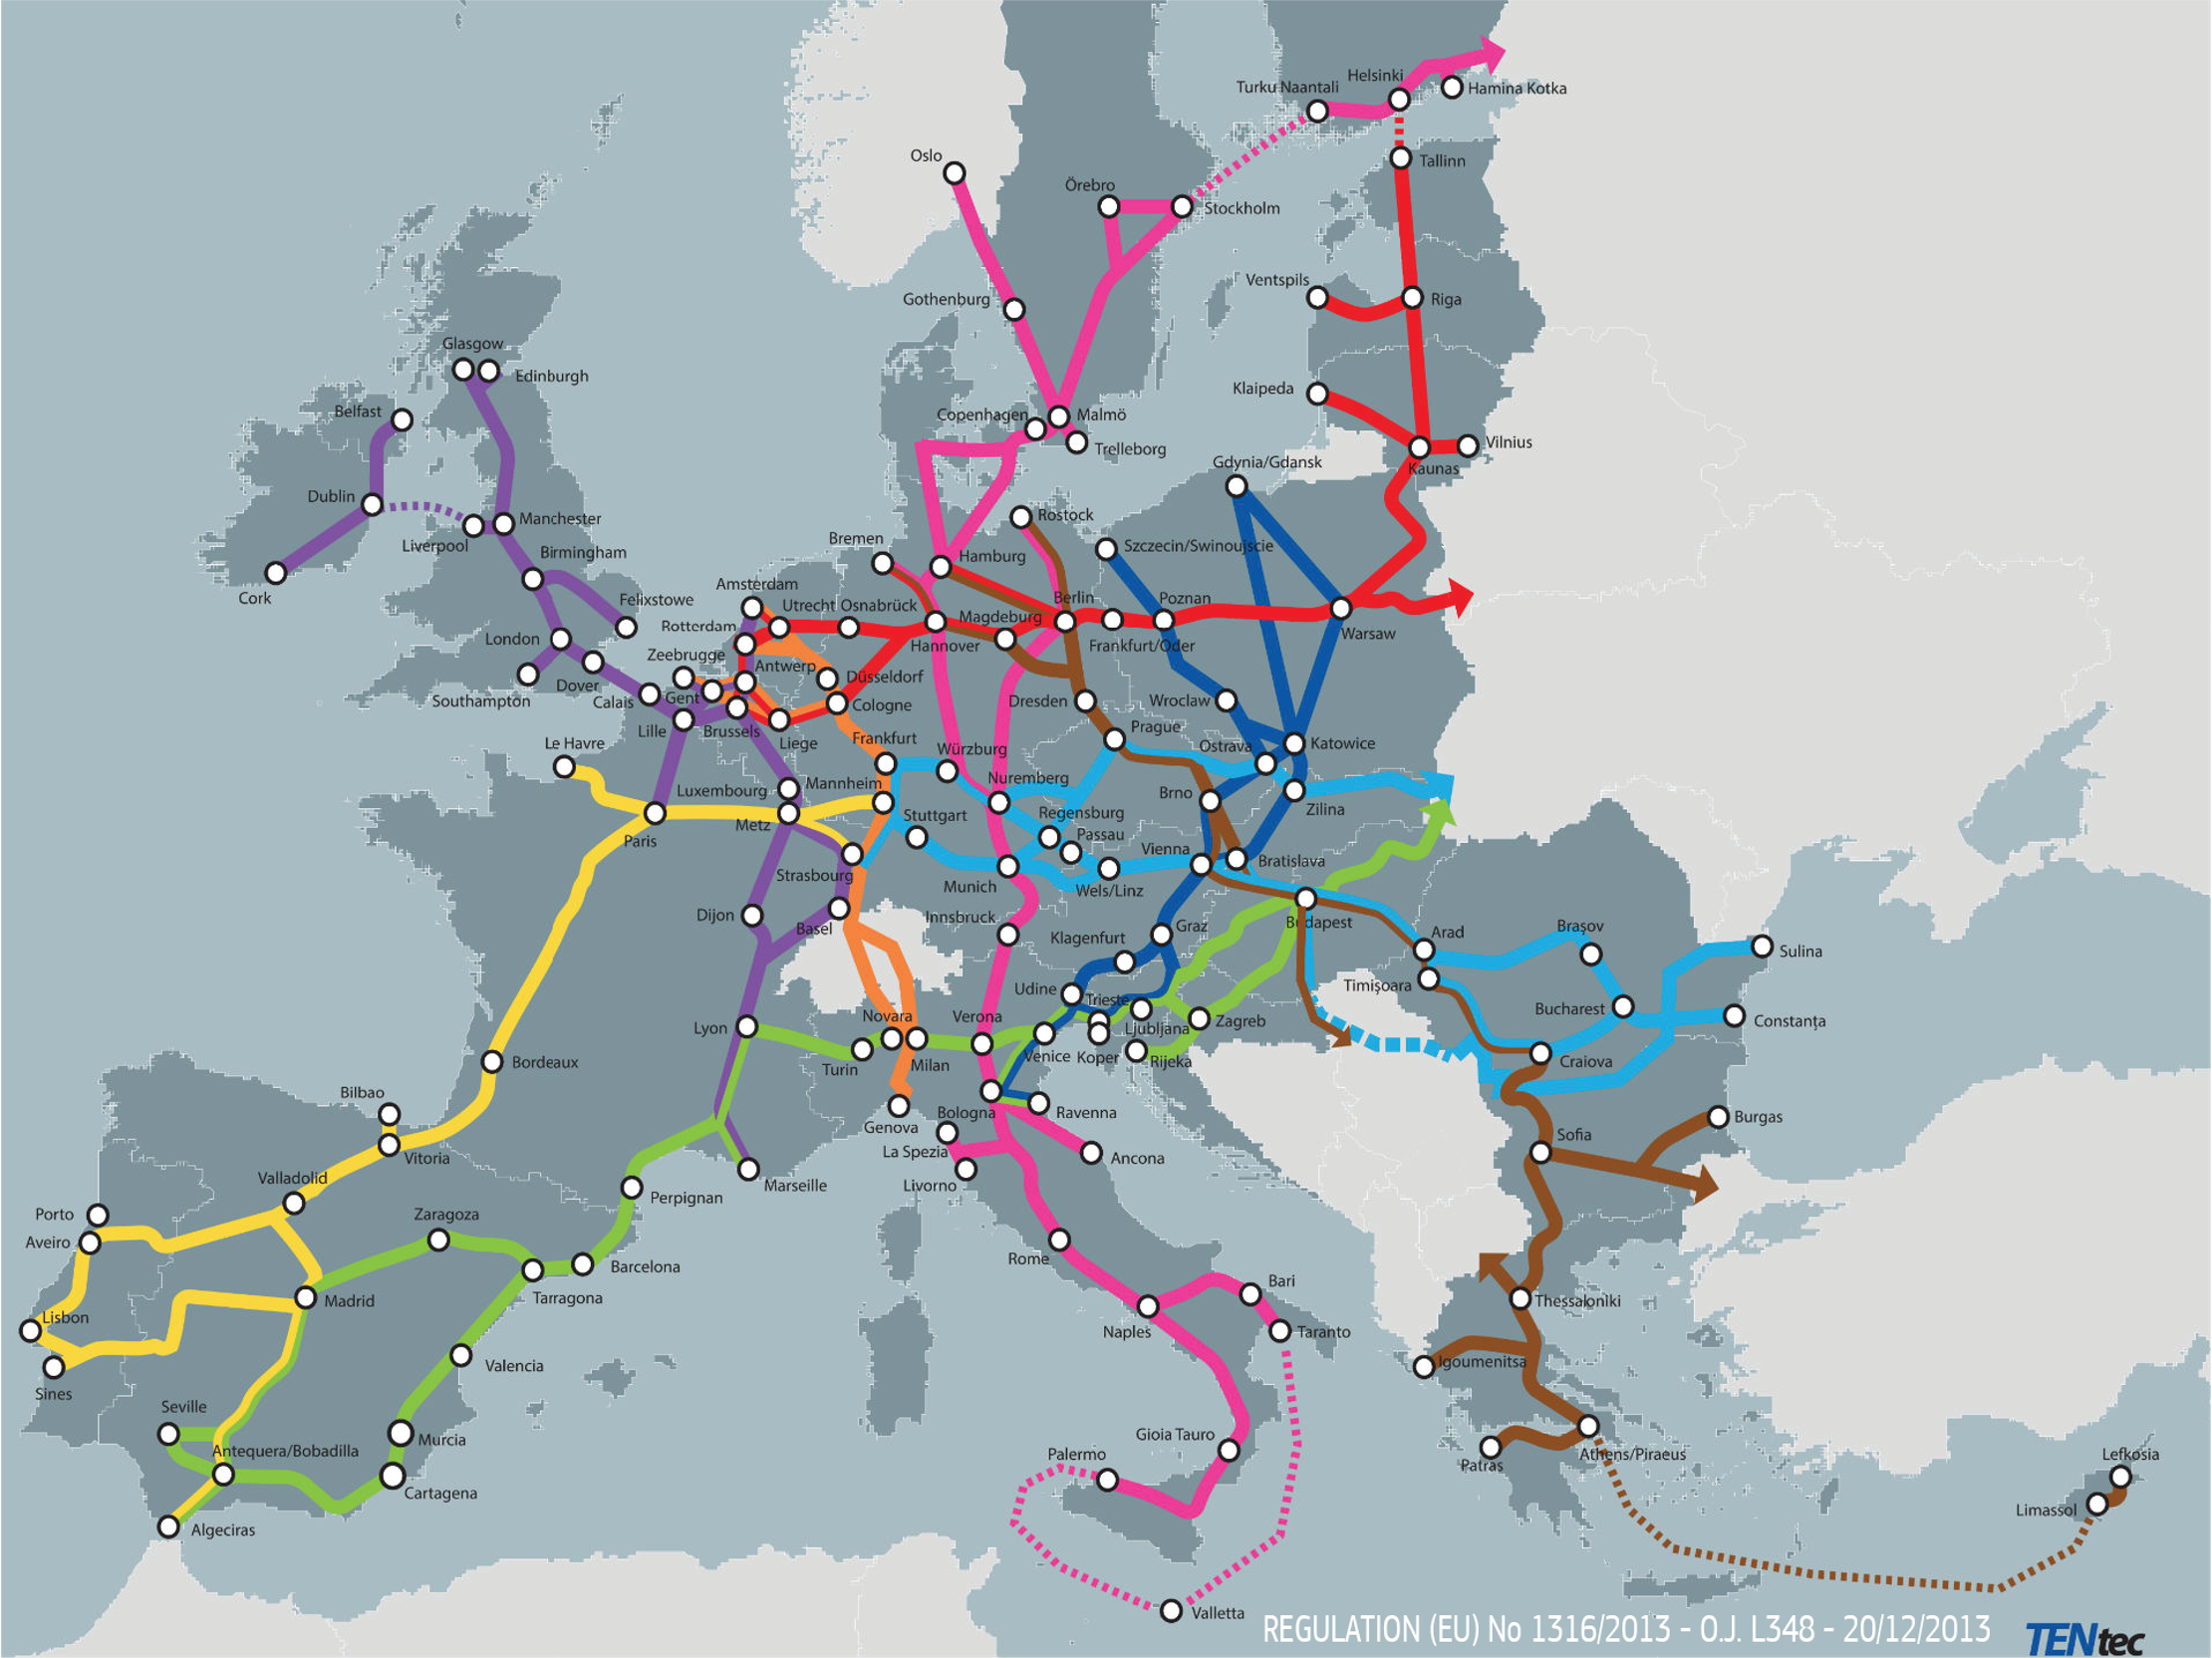 Helsinki
Turku Naantali
Hamina Kotka
Oslo
Tallinn
Örebro
Stockholm
Ventspils
Gothenburg
Riga
Glasgow
Edinburgh
Klaipeda
Belfast
Copenhagen
Malmö
Trelleborg
Vilnius
Kaunas
Gdynia/Gdansk
Dublin
Manchester
Liverpool
Rostock
Bremen
Hamburg
Szczecin/Swinoujscie
Birmingham
Cork
Amsterdam
Felixstowe
Utrecht
Osnabrück
Magdeburg
Berlin
Poznan
Rotterdam
London
Hannover
Frankfurt/Oder
Warsaw
Zeebrugge
Antwerp
Düsseldorf
Dover
Southampton
Calais
Gent
Cologne
Dresden
Wroclaw
Lille
Brussels
Liege
Frankfurt
Prague
Le Havre
Würzburg
Ostrava
Katowice
Luxembourg
Mannheim
Nuremberg
Brno
Zilina
Metz
Stuttgart
Regensburg
Paris
Passau
Vienna
Bratislava
Strasbourg
Munich
Wels/Linz
Dijon
Basel
Innsbruck
Klagenfurt
Graz
Budapest
Arad
Braşov
Sulina
Udine
Trieste
Timişoara
Lyon
Novara
Verona
Ljubljana
Zagreb
Bucharest
Constanţa
Turin
Milan
Venice
Koper
Rijeka
Craiova
Bordeaux
Bilbao
Genova
Bologna
Ravenna
Burgas
Sofia
Vitoria
La Spezia
Ancona
Valladolid
Marseille
Livorno
Perpignan
Porto
Zaragoza
Aveiro
Rome
Barcelona
Bari
Tarragona
Madrid
Thessaloniki
Lisbon
Naples
Taranto
Valencia
Igoumenitsa
Sines
Seville
Murcia
Gioia Tauro
Antequera/Bobadilla
Palermo
Patras
Athens/Piraeus
Lefkosia
Cartagena
Limassol
Algeciras
Valletta
REGULATION (EU) No 1316/2013 - O.J. L348 - 20/12/2013
TENtec